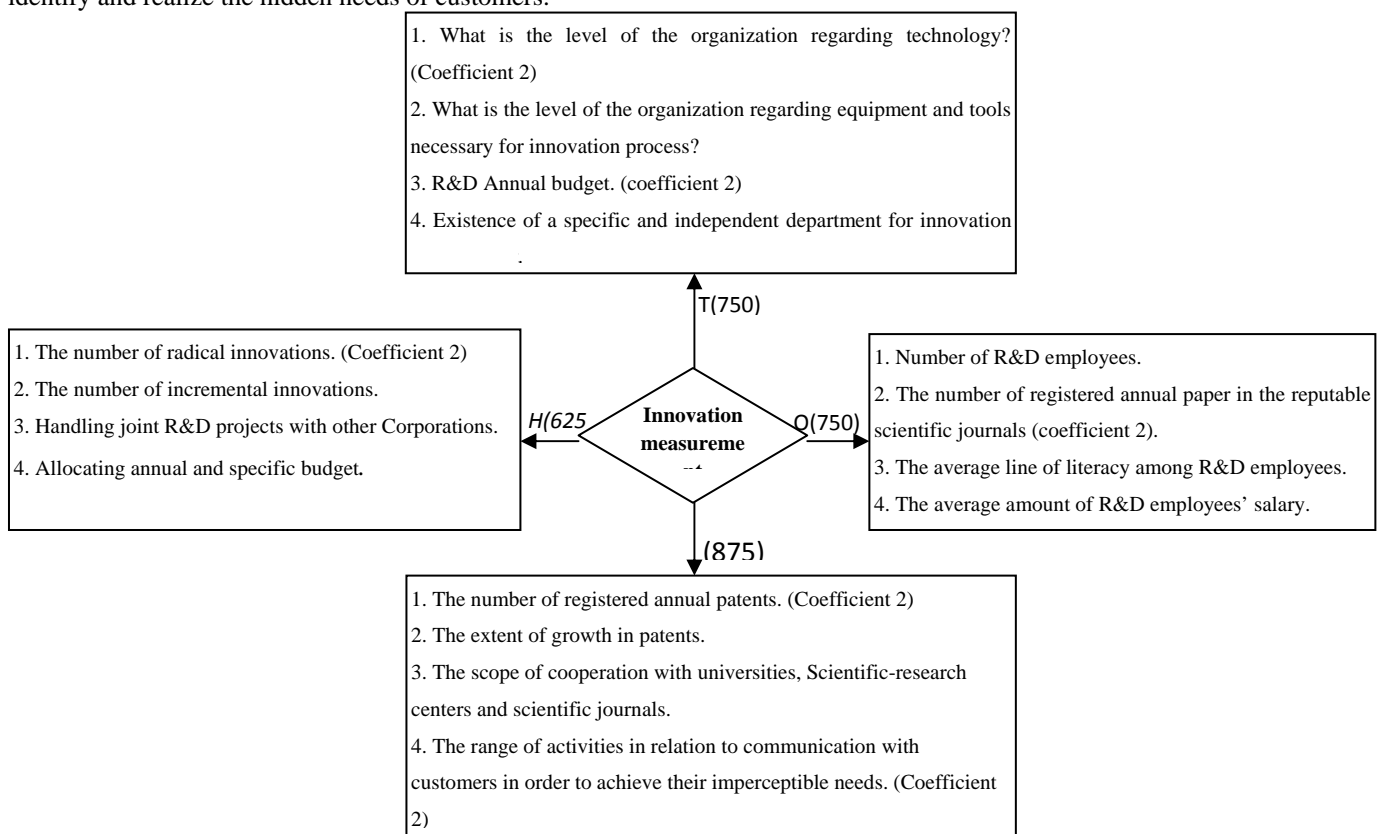 identify and realize the hidden needs of customers.
1. What is the level of the organization regarding technology?
(Coefficient 2)
2. What is the level of the organization regarding equipment and tools
necessary for innovation process?
3. R&D Annual budget. (coefficient 2)
4. Existence of a specific and independent department for innovation
T(750)
1. The number of radical innovations. (Coefficient 2)
2. The number of incremental innovations.
3. Handling joint R&D projects with other Corporations.
4. Allocating annual and specific budget.
H(625
Innovation
measureme
O(750)
1. Number of R&D employees.
2. The number of registered annual paper in the reputable
scientific journals (coefficient 2).
3. The average line of literacy among R&D employees.
4. The average amount of R&D employees’ salary.
(875)
1. The number of registered annual patents. (Coefficient 2)
2. The extent of growth in patents.
3. The scope of cooperation with universities, Scientific-research
centers and scientific journals.
4. The range of activities in relation to communication with
customers in order to achieve their imperceptible needs. (Coefficient
2)